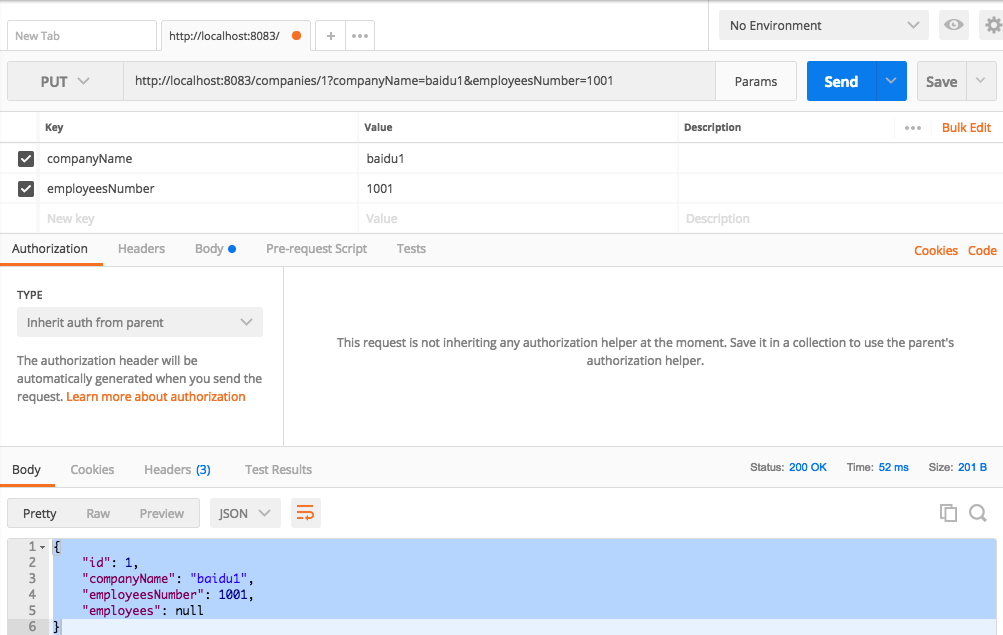 New Tab
http://localhost:8083/
+
•••
No Environment
PUT
http://localhost:8083/companies/1?companyName=baidu1&employeesNumber=1001
Params
Send
Save
Key Value Description ••• Bulk Edit
companyName baidu1
employeesNumber 1001
New key Value Description
Authorization Headers Body Pre-request Script Tests Cookies Code
TYPE
Inherit auth from parent
The authorization header will be
automatically generated when you send the
request. Learn more about authorization
This request is not inheriting any authorization helper at the moment. Save it in a collection to use the parent's
authorization helper.
Body Cookies Headers (3) Test Results Status: 200 OK Time: 52 ms Size: 201 B
Pretty Raw Preview JSON
1 {
2 "id": 1,
3 "companyName": "baidu1",
4 "employeesNumber": 1001,
5 "employees": null
6 }